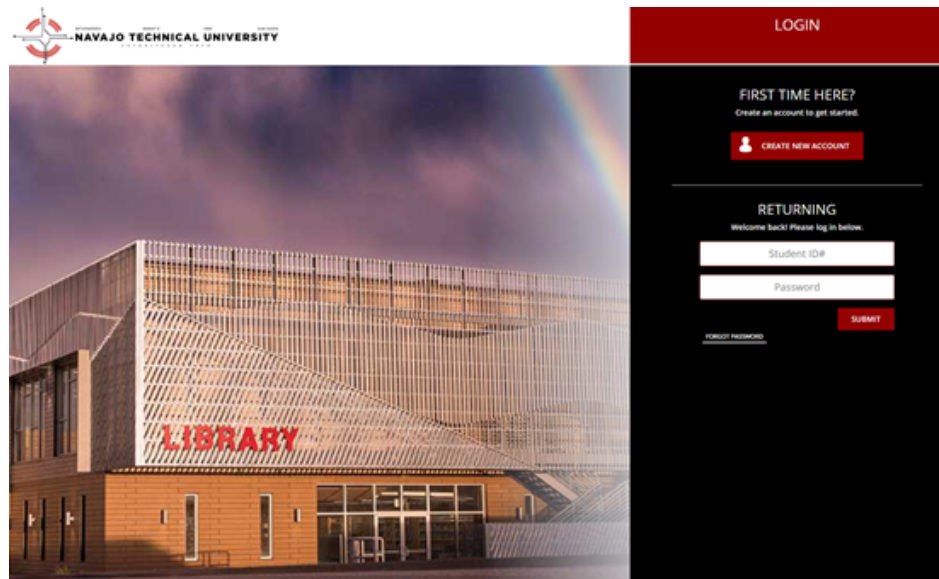 NAVAJO TECHNICAL UNIVERSITY
LOGIN
FIRST TIME HERE?
Create an account to get started.
CREATE NEW ACCOUNT
RETURNING
Welcome back! Please log in below.
Student ID#
Password
SUBMIT
FORGOT PASSWORD
LIBRARY